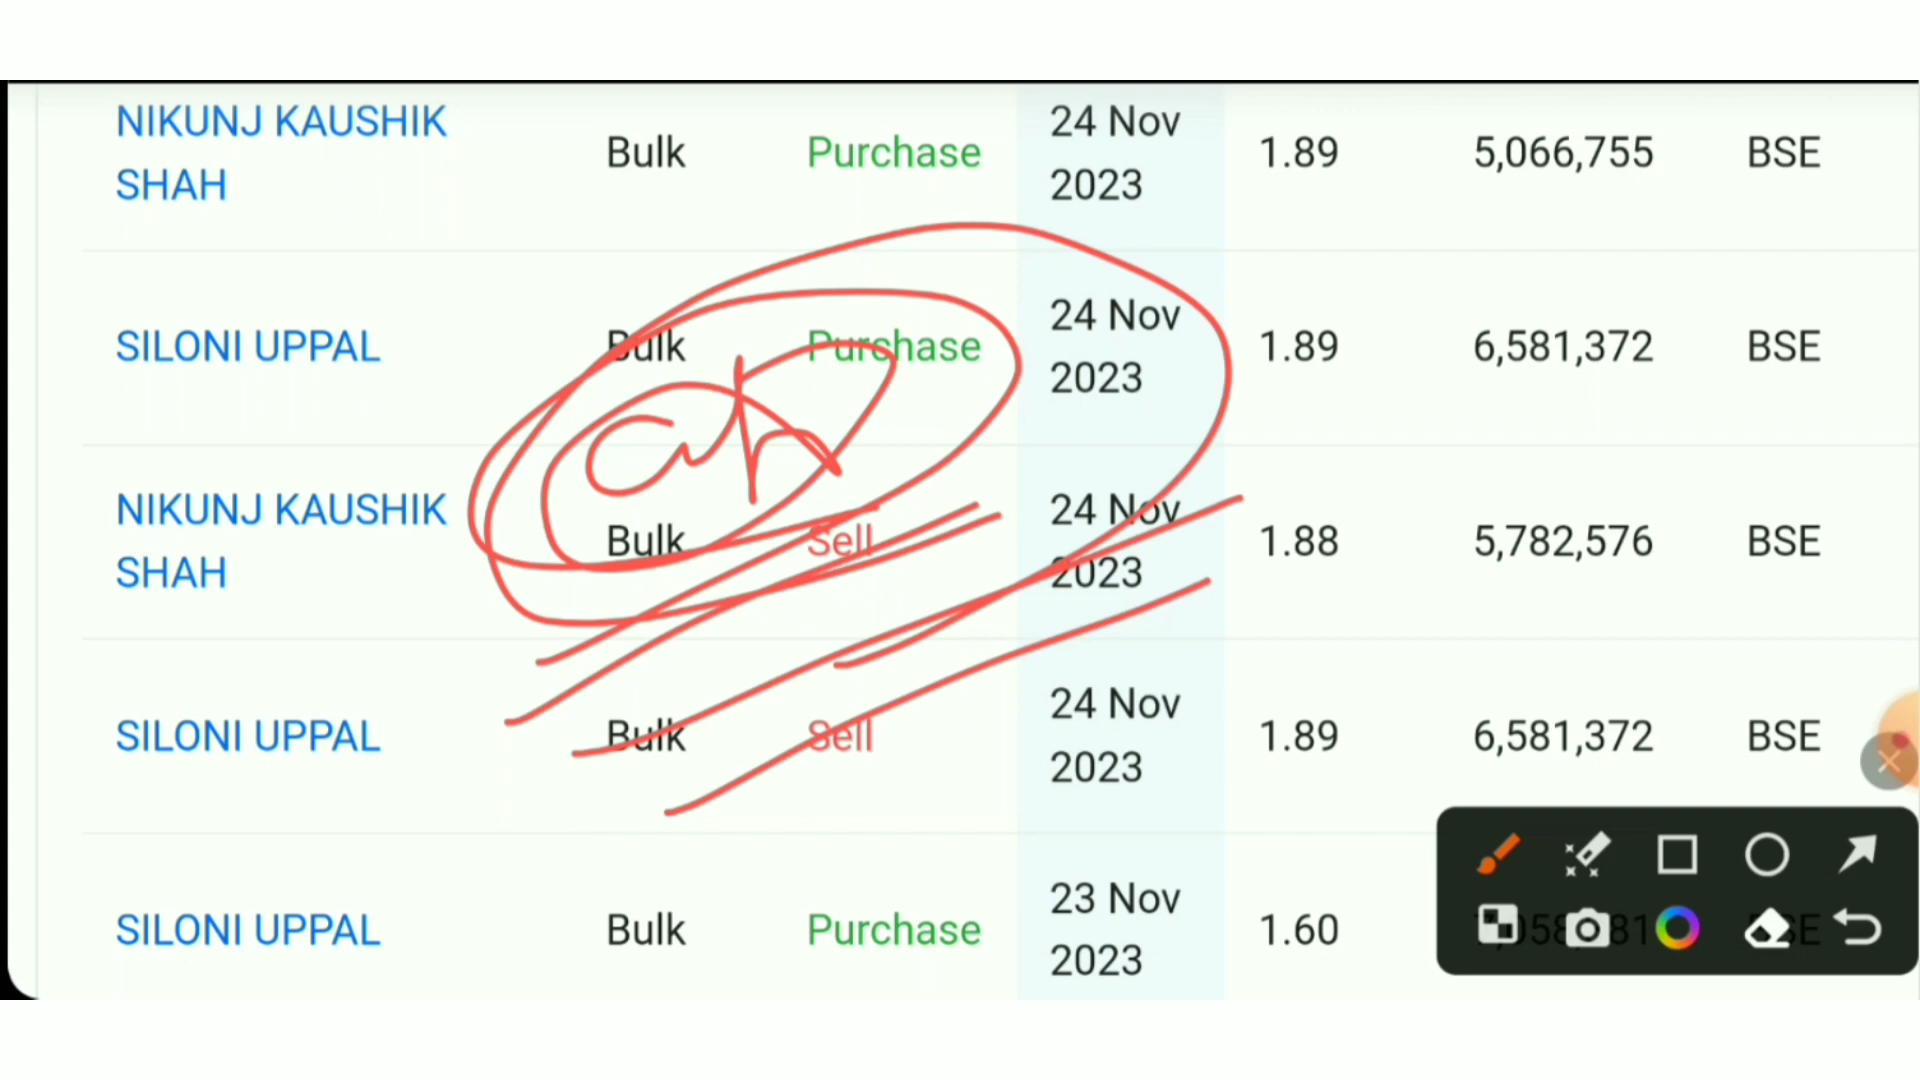 NIKUNJ KAUSHIK
SHAH
Bulk
Purchase
24 Nov
2023
1.89
5,066,755
BSE
SILONI UPPAL
Bulk
Purchase
24 Nov
2023
1.89
6,581,372
BSE
NIKUNJ KAUSHIK
SHAH
Bulk
Sell
24 Nov
2023
1.88
5,782,576
BSE
SILONI UPPAL
Bulk
Sell
24 Nov
2023
1.89
6,581,372
BSE
SILONI UPPAL
Bulk
Purchase
23 Nov
2023
1.60